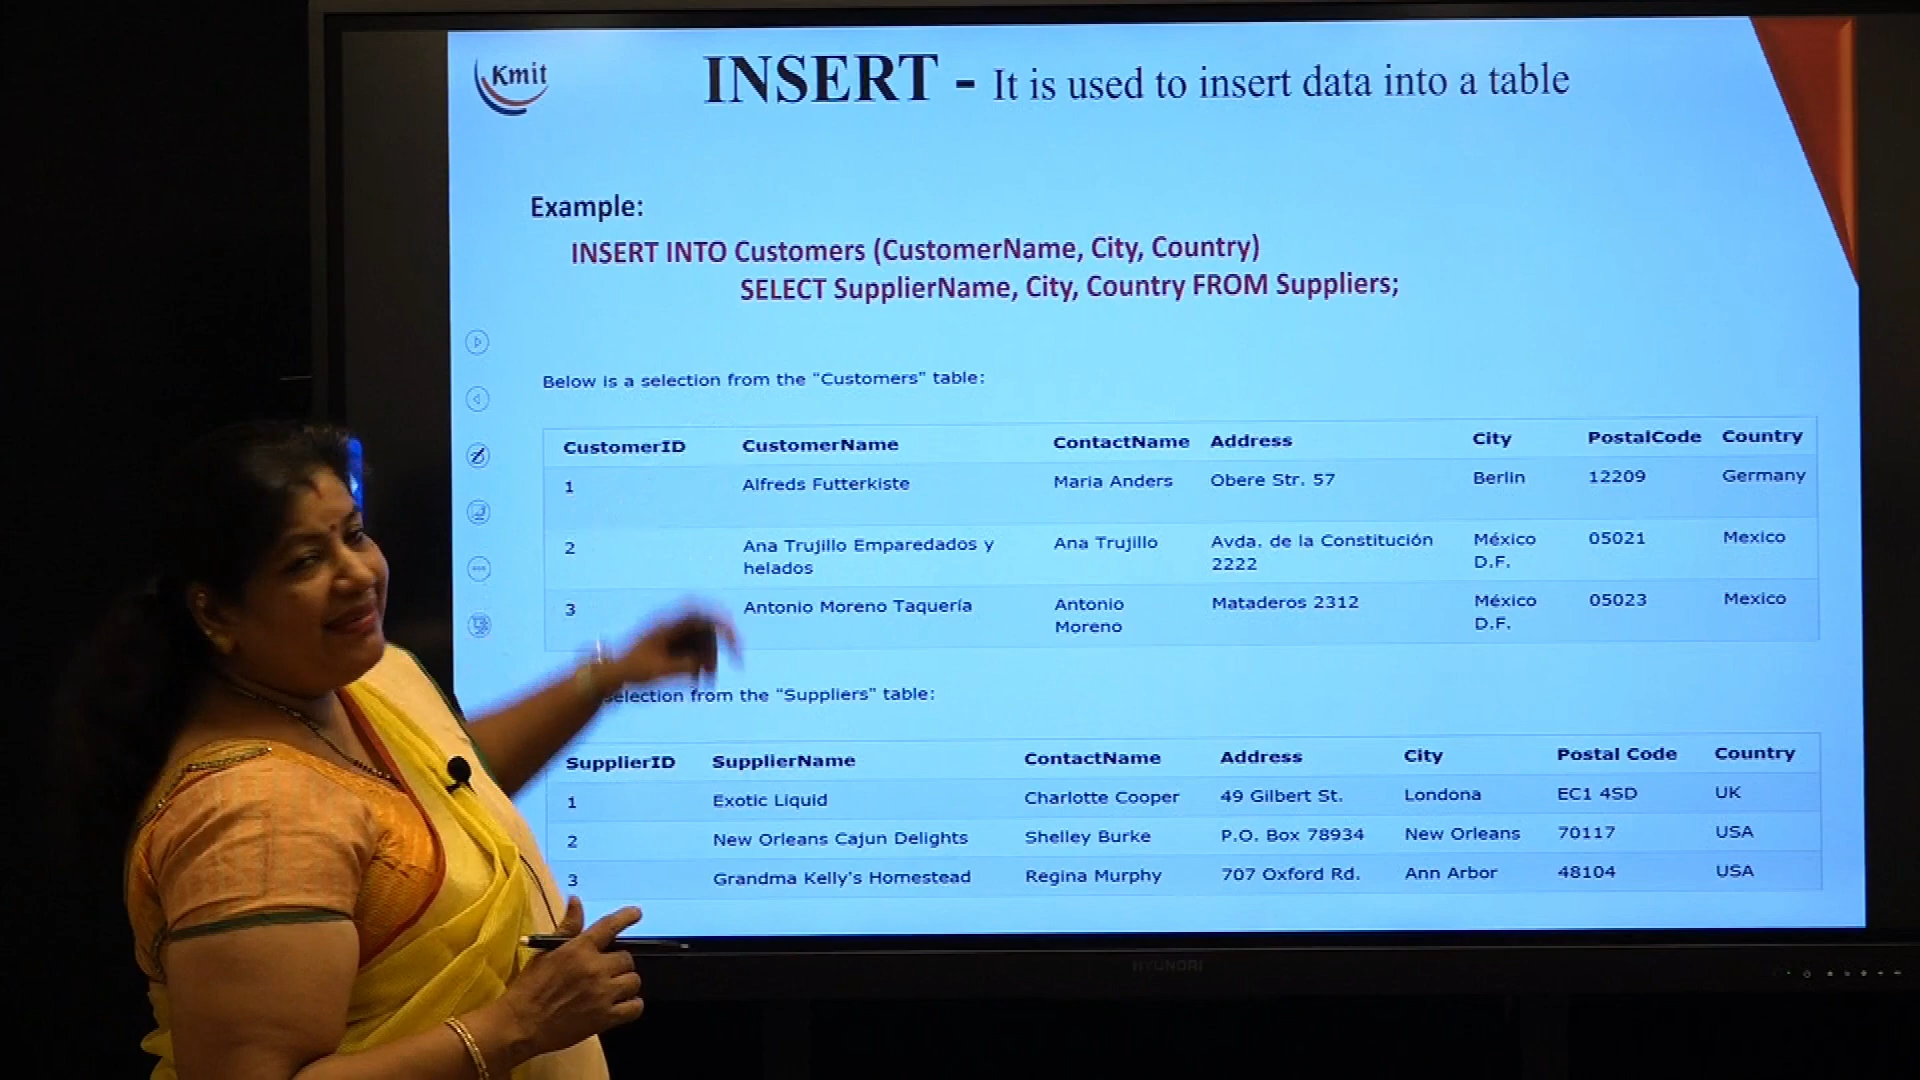 Kmit
INSERT - It is used to insert data into a table
Example:
INSERT INTO Customers (CustomerName, City, Country)
SELECT SupplierName, City, Country FROM Suppliers;
Below is a selection from the "Customers" table:
CustomerID CustomerName ContactName Address City PostalCode Country
1 Alfreds Futterkiste Maria Anders Obere Str. 57 Berlin 12209 Germany
2 Ana Trujillo Emparedados y Ana Trujillo Avda. de la Constitución México 05021 Mexico
helados 2222 D.F.
3 Antonio Moreno Taquería Antonio Mataderos 2312 México 05023 Mexico
Moreno D.F.
selection from the "Suppliers" table:
SupplierID SupplierName ContactName Address City Postal Code Country
1 Exotic Liquid Charlotte Cooper 49 Gilbert St. Londona EC1 4SD UK
2 New Orleans Cajun Delights Shelley Burke P.O. Box 78934 New Orleans 70117 USA
3 Grandma Kelly's Homestead Regina Murphy 707 Oxford Rd. Ann Arbor 48104 USA
HYUNDAI